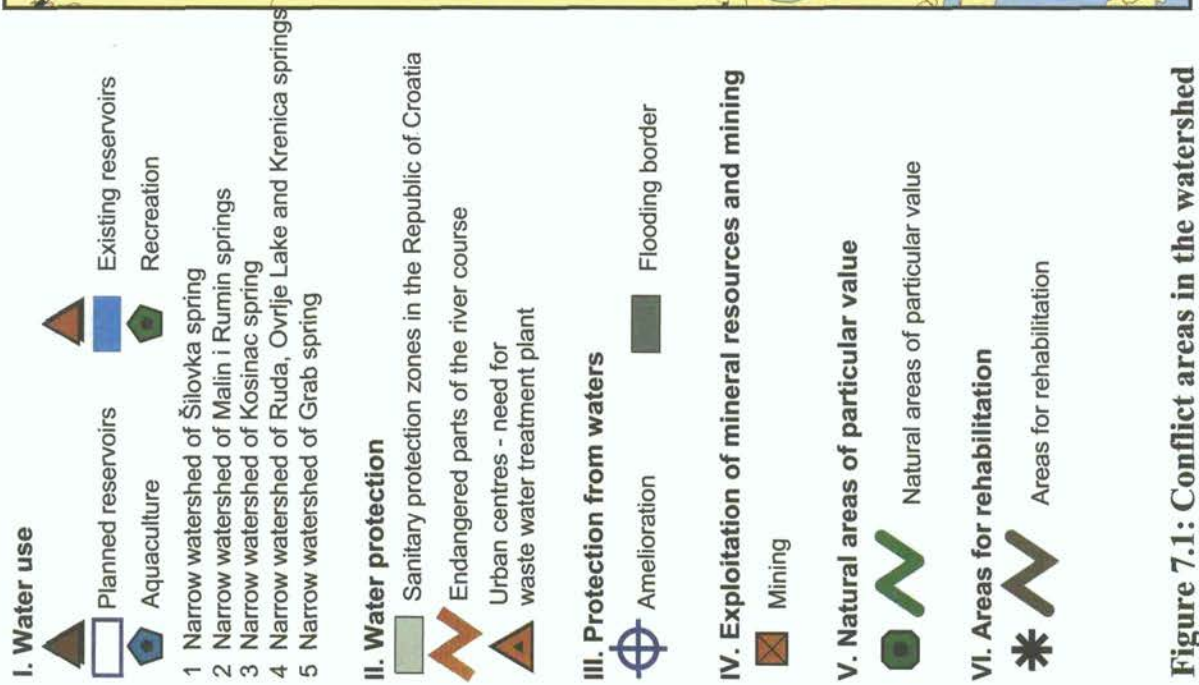 I. Water use
Planned reservoirs
Existing reservoirs
Aquaculture
Recreation
1 Narrow watershed of Šilovka spring
2 Narrow watershed of Malin i Rumin springs
3 Narrow watershed of Kosinac spring
4 Narrow watershed of Ruda, Ovrlje Lake and Krenica springs
5 Narrow watershed of Grab spring
II. Water protection
Sanitary protection zones in the Republic of Croatia
Endangered parts of the river course
Urban centres - need for
waste water treatment plant
III. Protection from waters
Amelioration
Flooding border
IV. Exploitation of mineral resources and mining
Mining
V. Natural areas of particular value
Natural areas of particular value
VI. Areas for rehabilitation
Areas for rehabilitation
Figure 7.1: Conflict areas in the watershed